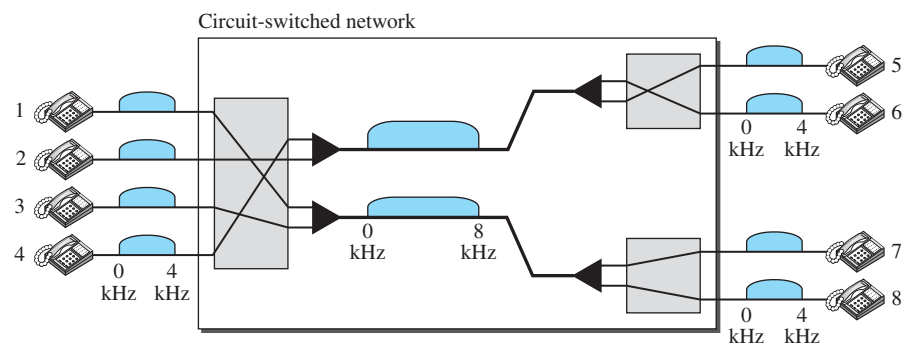 Circuit-switched network
1
2
3
4
0 kHz
4 kHz
0 kHz
8 kHz
5
6
0 kHz
4 kHz
7
8
0 kHz
4 kHz